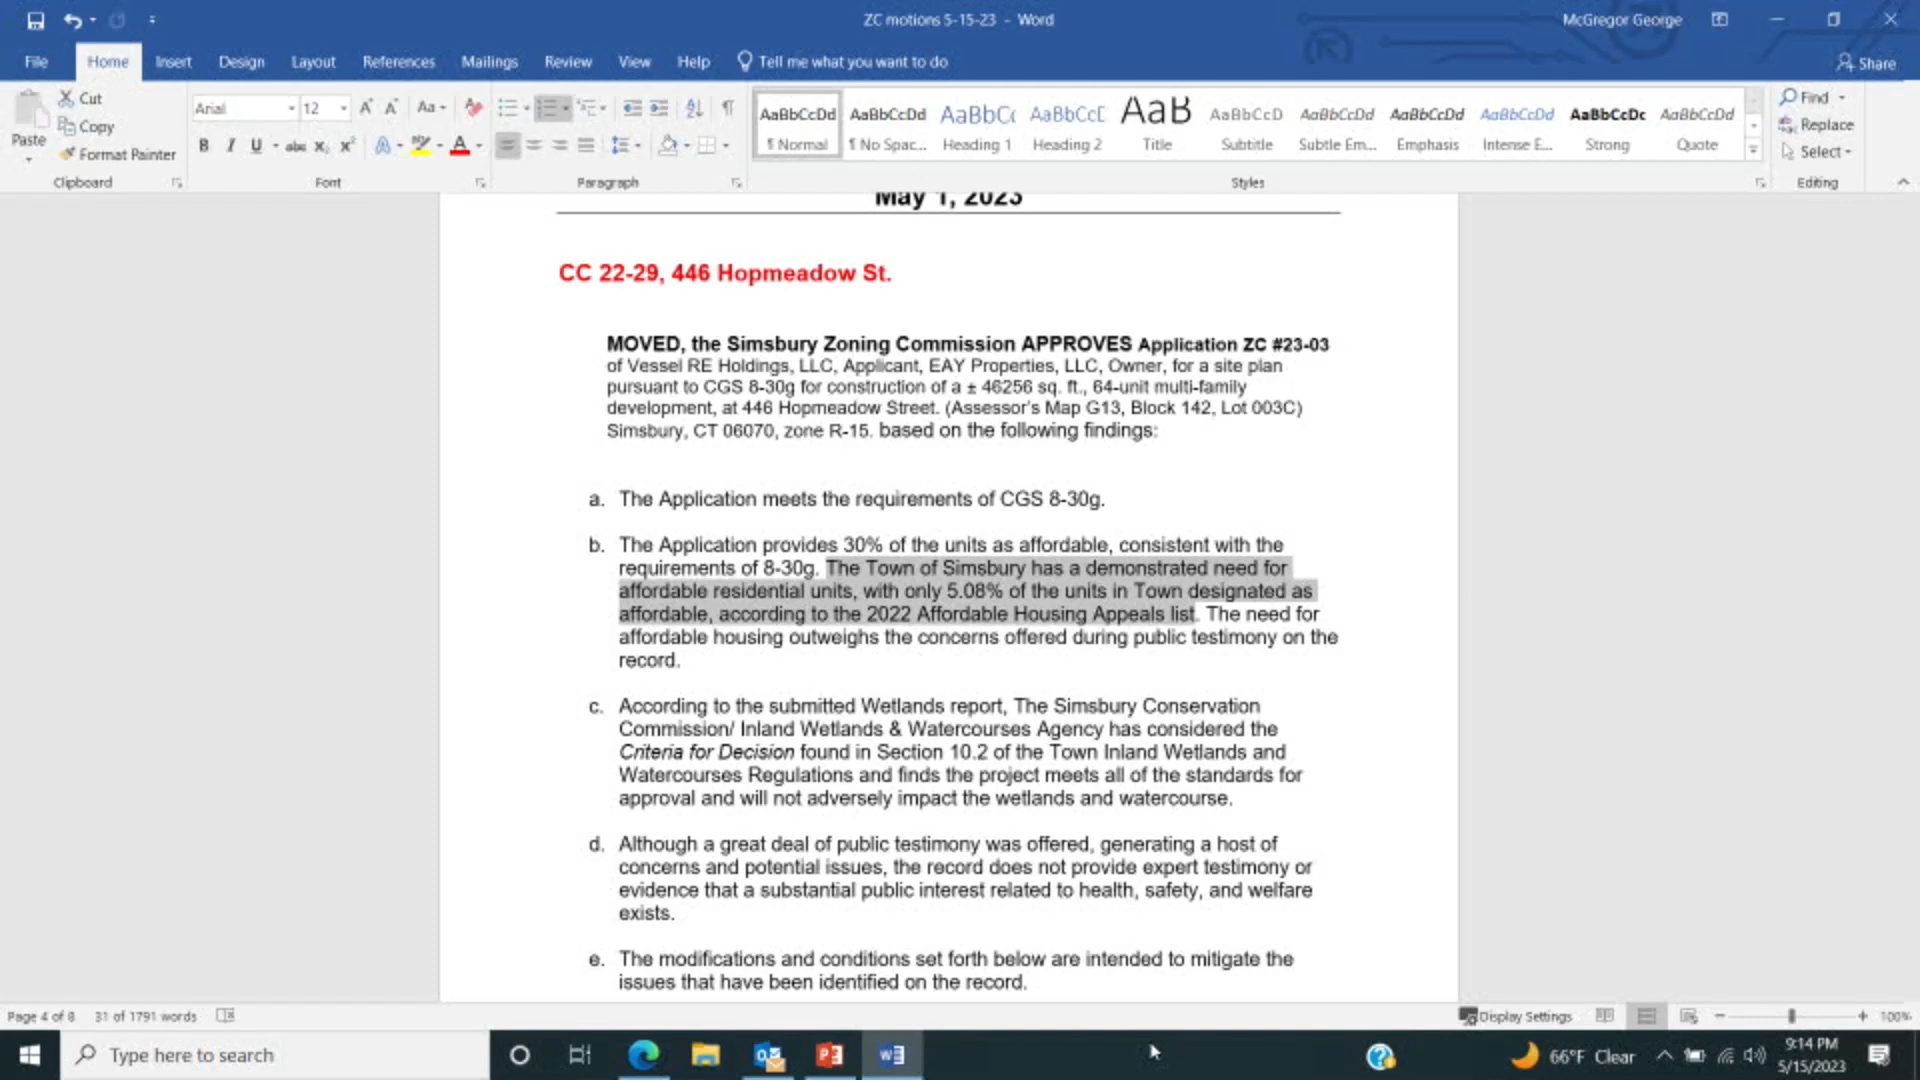 ZC motions 5-15-23 - Word
McGregor George
File Home Insert Design Layout References Mailings Review View Help Tell me what you want to do
Share
Paste
Cut
Copy
Format Painter
Clipboard
Arial 12
Font
Paragraph
AaBbCcDd ¶ Normal
AaBbCcDd ¶ No Spac...
AaBbC( Heading 1
AaBbCcE Heading 2
AaB Title
AaBbCcD Subtitle
AaBbCcDd Subtle Em...
AaBbCcDd Emphasis
AaBbCcDd Intense E...
AaBbCcDc Strong
AaBbCcDd Quote
Styles
Find
Replace
Select
Editing
May 1, 2023
CC 22-29, 446 Hopmeadow St.
MOVED, the Simsbury Zoning Commission APPROVES Application ZC #23-03
of Vessel RE Holdings, LLC, Applicant, EAY Properties, LLC, Owner, for a site plan
pursuant to CGS 8-30g for construction of a ± 46256 sq. ft., 64-unit multi-family
development, at 446 Hopmeadow Street. (Assessor's Map G13, Block 142, Lot 003C)
Simsbury, CT 06070, zone R-15. based on the following findings:
a. The Application meets the requirements of CGS 8-30g.
b. The Application provides 30% of the units as affordable, consistent with the
requirements of 8-30g. The Town of Simsbury has a demonstrated need for
affordable residential units, with only 5.08% of the units in Town designated as
affordable, according to the 2022 Affordable Housing Appeals list. The need for
affordable housing outweighs the concerns offered during public testimony on the
record.
c. According to the submitted Wetlands report, The Simsbury Conservation
Commission/ Inland Wetlands & Watercourses Agency has considered the
Criteria for Decision found in Section 10.2 of the Town Inland Wetlands and
Watercourses Regulations and finds the project meets all of the standards for
approval and will not adversely impact the wetlands and watercourse.
d. Although a great deal of public testimony was offered, generating a host of
concerns and potential issues, the record does not provide expert testimony or
evidence that a substantial public interest related to health, safety, and welfare
exists.
e. The modifications and conditions set forth below are intended to mitigate the
issues that have been identified on the record.
Page 4 of 8 31 of 1791 words
Display Settings
100%
Type here to search
66°F Clear
9:14 PM
5/15/2023